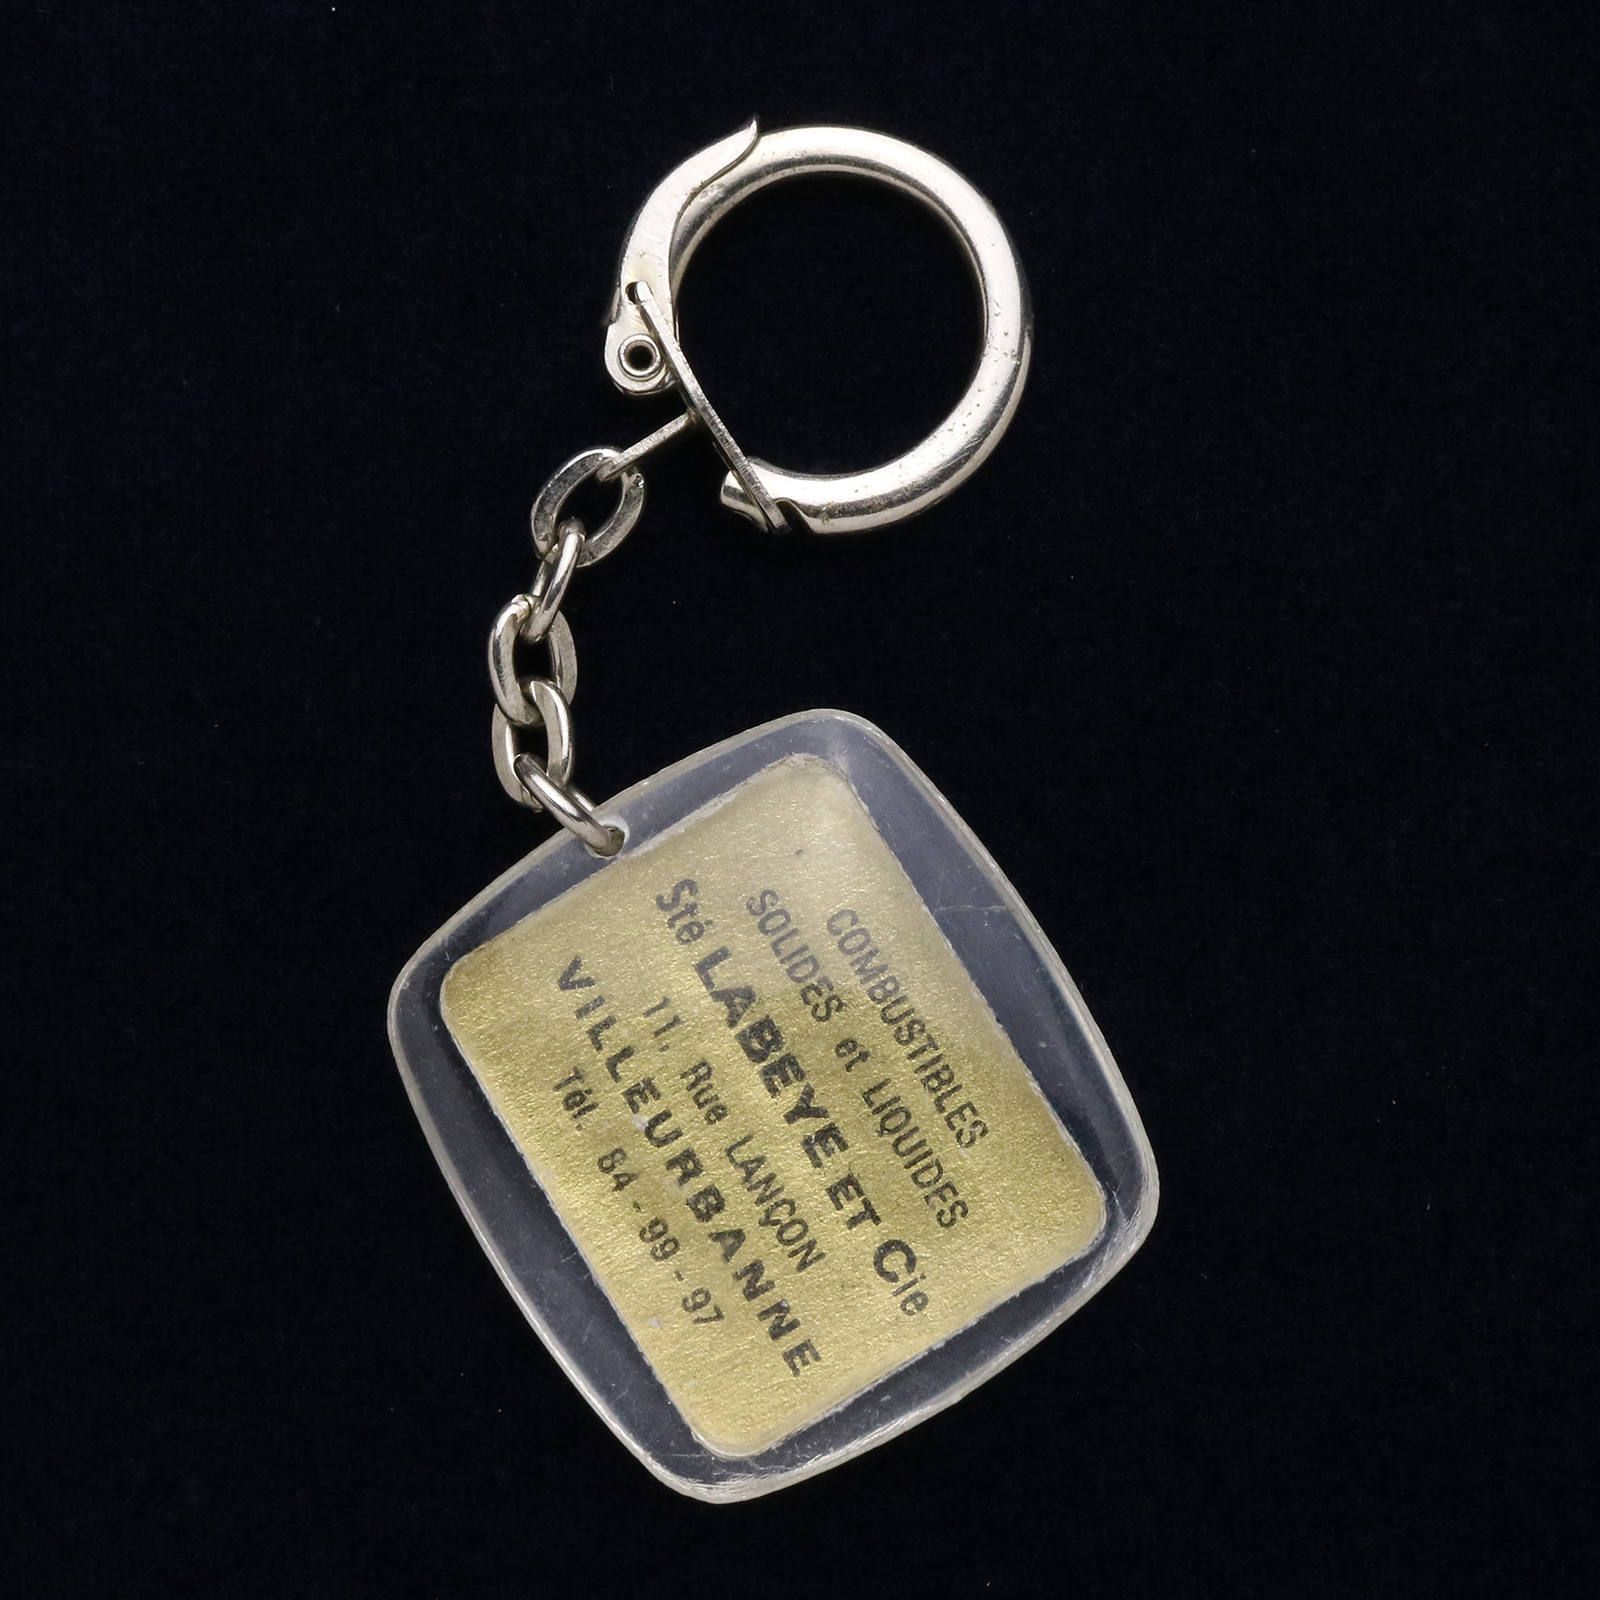 COMBUSTIBLES
SOLIDES et LIQUIDES
Sté LABEYE ET Cie
11, Rue LANÇON
VILLEURBANNE
Tél. 84-99-97